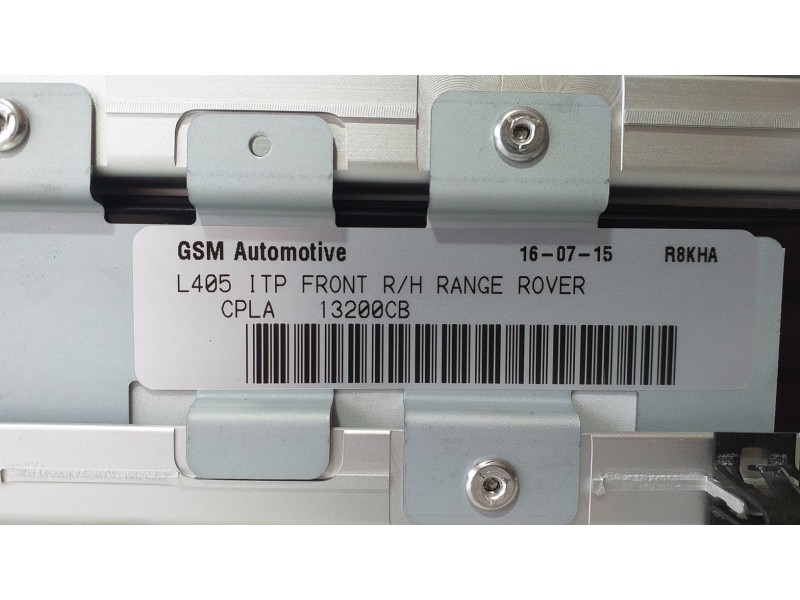 GSM Automotive 16-07-15 R8KHA
L405 ITP FRONT R/H RANGE ROVER
CPLA 13200CB